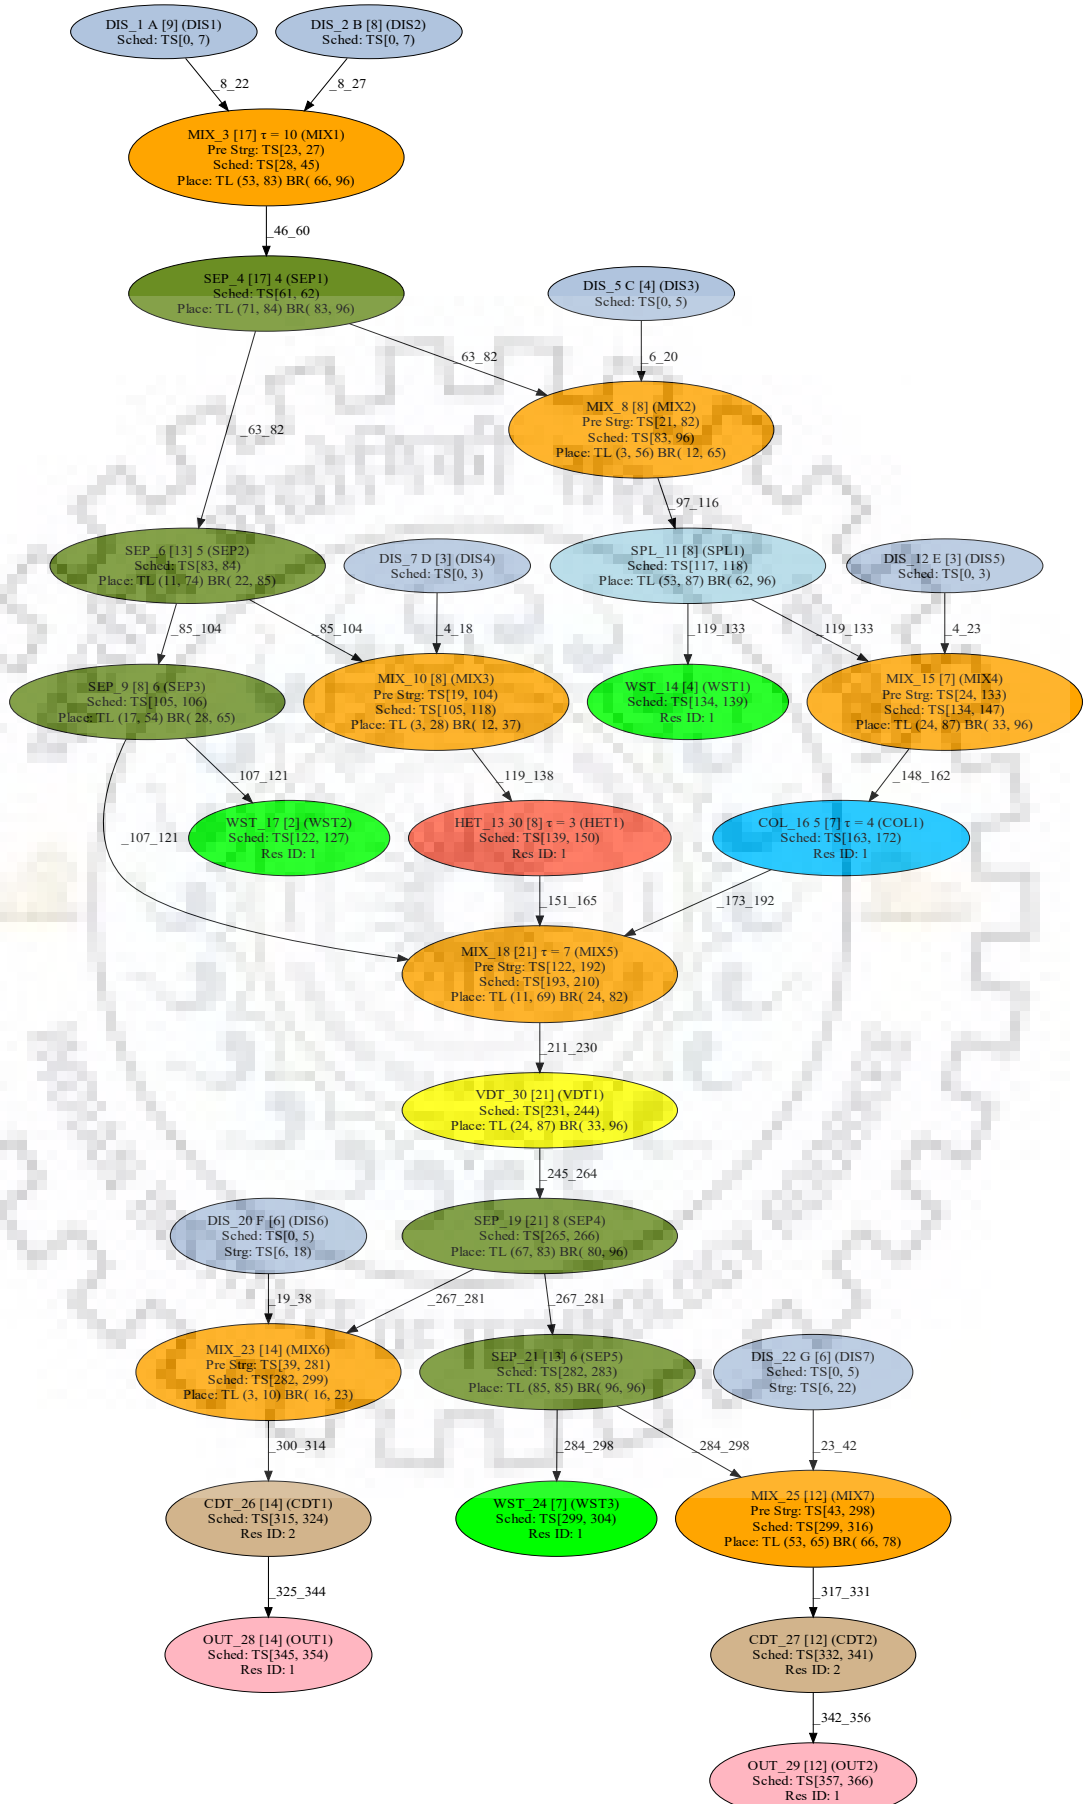 DIS_1 A [9] (DIS1)
Sched: TS[0, 7)
DIS_2 B [8] (DIS2)
Sched: TS[0, 7)
_8_22
_8_27
MIX_3 [17] τ = 10 (MIX1)
Pre Strg: TS[23, 27)
Sched: TS[28, 45)
Place: TL (53, 83) BR( 66, 96)
_46_60
SEP_4 [17] 4 (SEP1)
Sched: TS[61, 62)
Place: TL (71, 84) BR( 83, 96)
DIS_5 C [4] (DIS3)
Sched: TS[0, 5)
_63_82
_6_20
_63_82
MIX_8 [8] (MIX2)
Pre Strg: TS[21, 82)
Sched: TS[83, 96)
Place: TL (3, 56) BR( 12, 65)
_97_116
SEP_6 [13] 5 (SEP2)
Sched: TS[83, 84)
Place: TL (11, 74) BR( 22, 85)
DIS_7 D [3] (DIS4)
Sched: TS[0, 3)
SPL_11 [8] (SPL1)
Sched: TS[117, 118)
Place: TL (53, 87) BR( 62, 96)
DIS_12 E [3] (DIS5)
Sched: TS[0, 3)
_85_104
_85_104
_4_18
_119_133
_119_133
_4_23
SEP_9 [8] 6 (SEP3)
Sched: TS[105, 106)
Place: TL (17, 54) BR( 28, 65)
MIX_10 [8] (MIX3)
Pre Strg: TS[19, 104)
Sched: TS[105, 118)
Place: TL (3, 28) BR( 12, 37)
WST_14 [4] (WST1)
Sched: TS[134, 139)
Res ID: 1
MIX_15 [7] (MIX4)
Pre Strg: TS[24, 133)
Sched: TS[134, 147)
Place: TL (24, 87) BR( 33, 96)
_107_121
_119_138
_148_162
_107_121
WST_17 [2] (WST2)
Sched: TS[122, 127)
Res ID: 1
HET_13 30 [8] τ = 3 (HET1)
Sched: TS[139, 150)
Res ID: 1
COL_16 5 [7] τ = 4 (COL1)
Sched: TS[163, 172)
Res ID: 1
_151_165
_173_192
MIX_18 [21] τ = 7 (MIX5)
Pre Strg: TS[122, 192)
Sched: TS[193, 210)
Place: TL (11, 69) BR( 24, 82)
_211_230
VDT_30 [21] (VDT1)
Sched: TS[231, 244)
Place: TL (24, 87) BR( 33, 96)
_245_264
DIS_20 F [6] (DIS6)
Sched: TS[0, 5)
Strg: TS[6, 18)
SEP_19 [21] 8 (SEP4)
Sched: TS[265, 266)
Place: TL (67, 83) BR( 80, 96)
_19_38
_267_281
_267_281
MIX_23 [14] (MIX6)
Pre Strg: TS[39, 281)
Sched: TS[282, 299)
Place: TL (3, 10) BR( 16, 23)
SEP_21 [13] 6 (SEP5)
Sched: TS[282, 283)
Place: TL (85, 85) BR( 96, 96)
DIS_22 G [6] (DIS7)
Sched: TS[0, 5)
Strg: TS[6, 22)
_300_314
_284_298
_284_298
_23_42
CDT_26 [14] (CDT1)
Sched: TS[315, 324)
Res ID: 2
WST_24 [7] (WST3)
Sched: TS[299, 304)
Res ID: 1
MIX_25 [12] (MIX7)
Pre Strg: TS[43, 298)
Sched: TS[299, 316)
Place: TL (53, 65) BR( 66, 78)
_325_344
_317_331
OUT_28 [14] (OUT1)
Sched: TS[345, 354)
Res ID: 1
CDT_27 [12] (CDT2)
Sched: TS[332, 341)
Res ID: 2
_342_356
OUT_29 [12] (OUT2)
Sched: TS[357, 366)
Res ID: 1